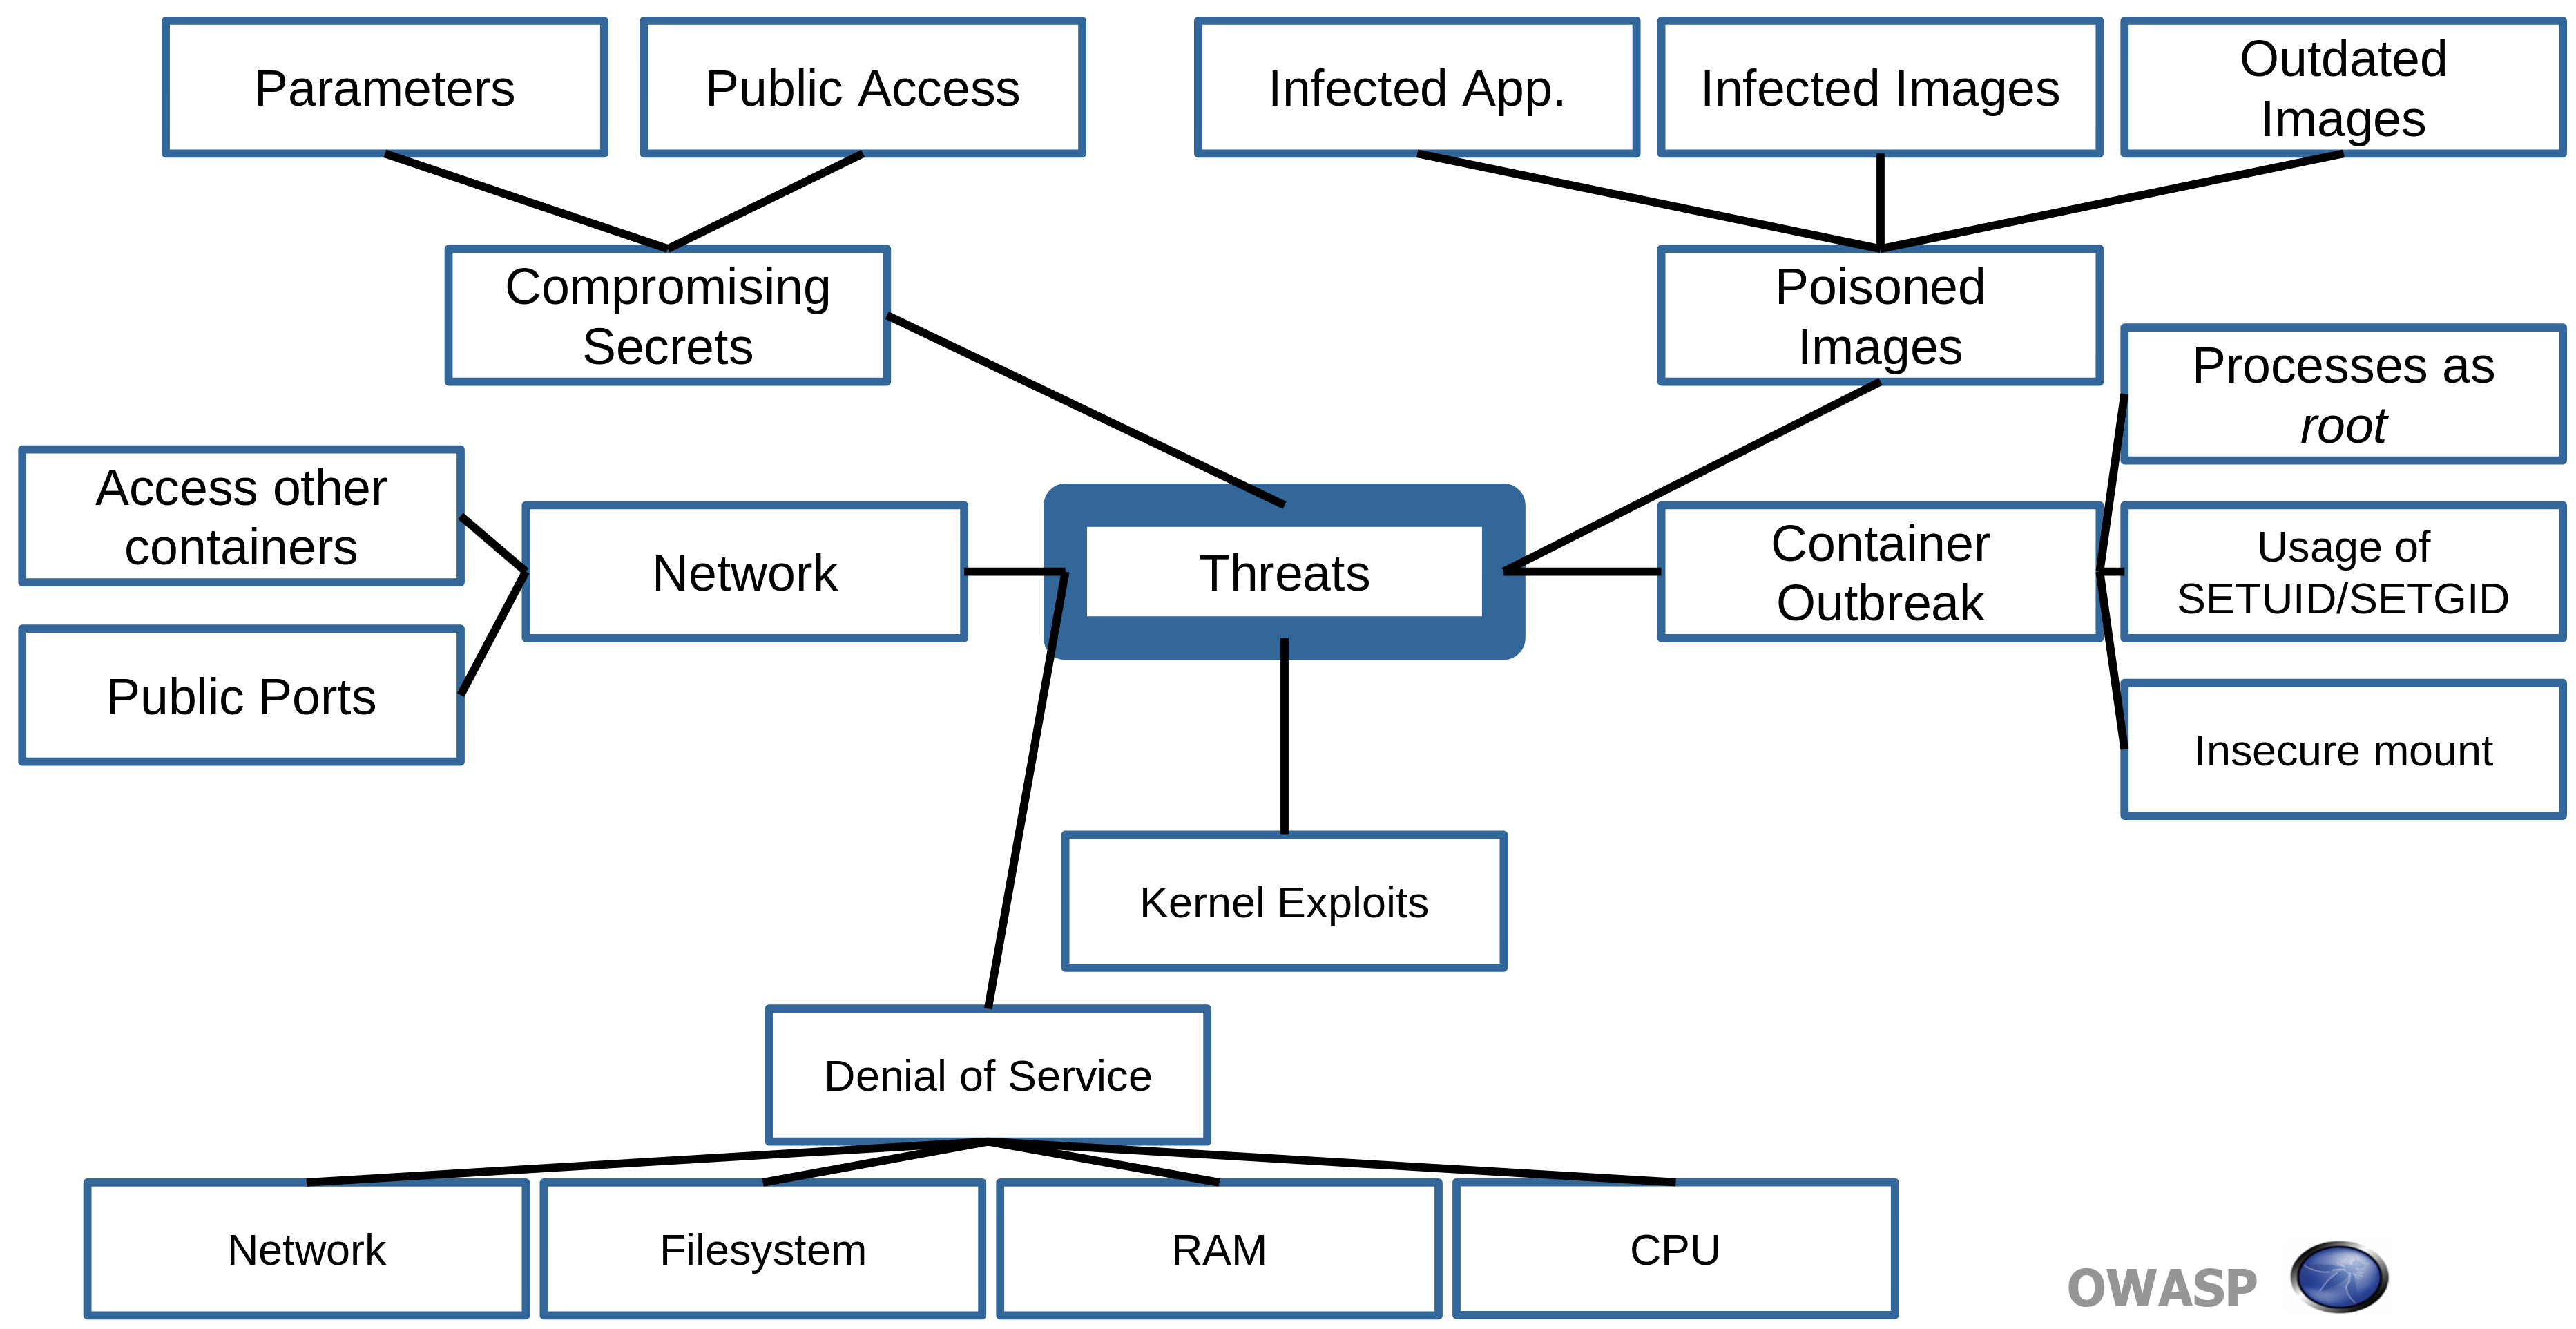 Parameters
Public Access
Infected App.
Infected Images
Outdated
Images
Compromising
Secrets
Poisoned
Images
Processes as
root
Access other
containers
Network
Threats
Container
Outbreak
Usage of
SETUID/SETGID
Public Ports
Insecure mount
Kernel Exploits
Denial of Service
Network
Filesystem
RAM
CPU
OWASP